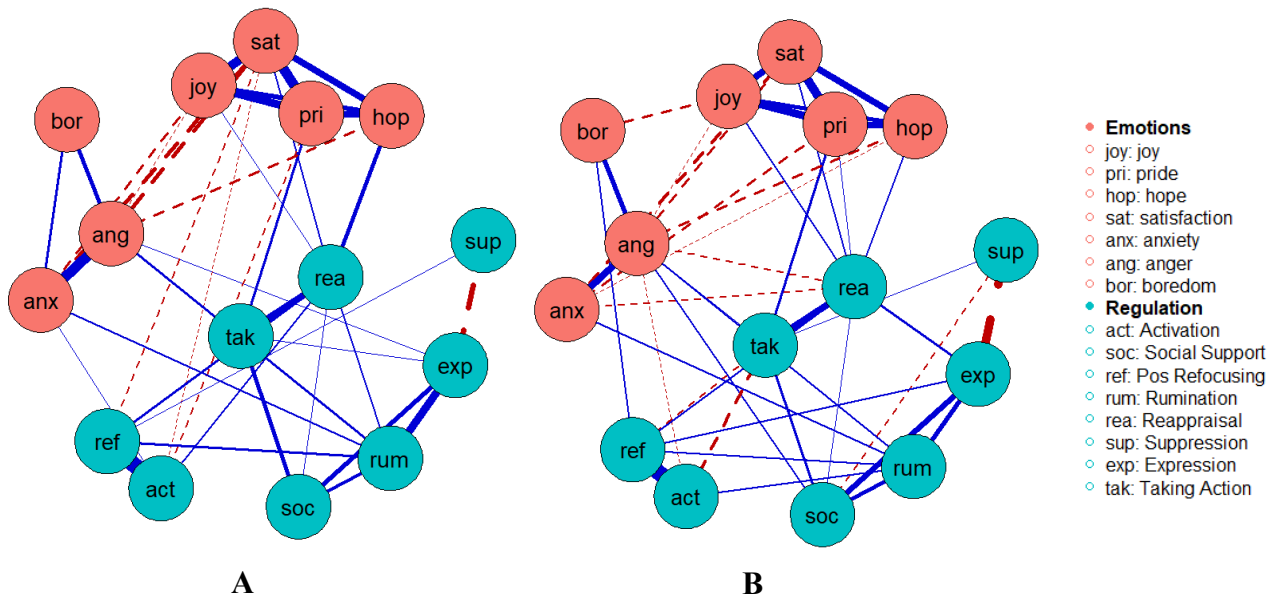 sat
joy
pri
hop
bor
ang
anx
sup
rea
tak
exp
ref
act
rum
soc
A
sat
joy
pri
hop
bor
ang
anx
sup
rea
tak
exp
ref
act
rum
soc
B
Emotions
joy: joy
pri: pride
hop: hope
sat: satisfaction
anx: anxiety
ang: anger
bor: boredom
Regulation
act: Activation
soc: Social Support
ref: Pos Refocusing
rum: Rumination
rea: Reappraisal
sup: Suppression
exp: Expression
tak: Taking Action